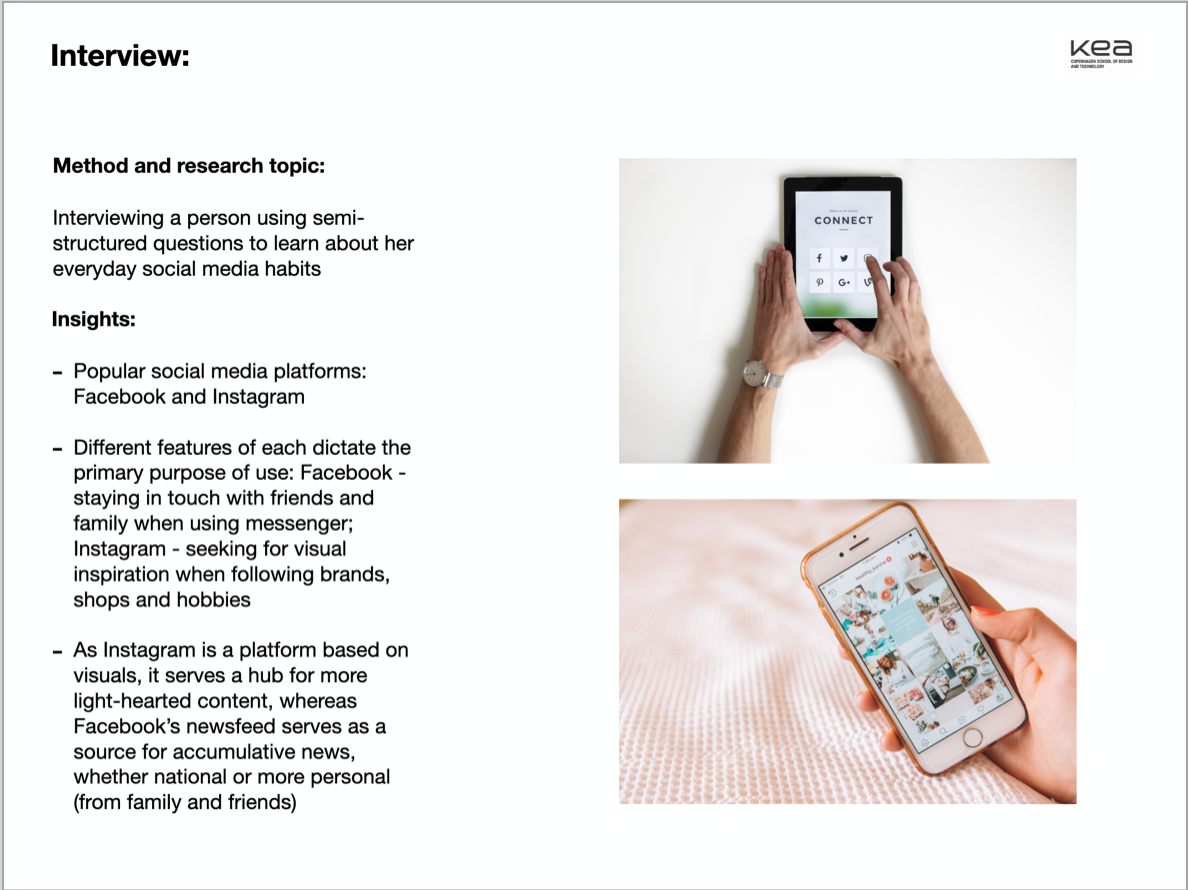 Interview:
kea
COPENHAGEN SCHOOL OF DESIGN
AND TECHNOLOGY
Method and research topic:
Interviewing a person using semi-
structured questions to learn about her
everyday social media habits
Insights:
– Popular social media platforms:
Facebook and Instagram
– Different features of each dictate the
primary purpose of use: Facebook -
staying in touch with friends and
family when using messenger;
Instagram - seeking for visual
inspiration when following brands,
shops and hobbies
– As Instagram is a platform based on
visuals, it serves a hub for more
light-hearted content, whereas
Facebook’s newsfeed serves as a
source for accumulative news,
whether national or more personal
(from family and friends)
CONNECT
f
G+